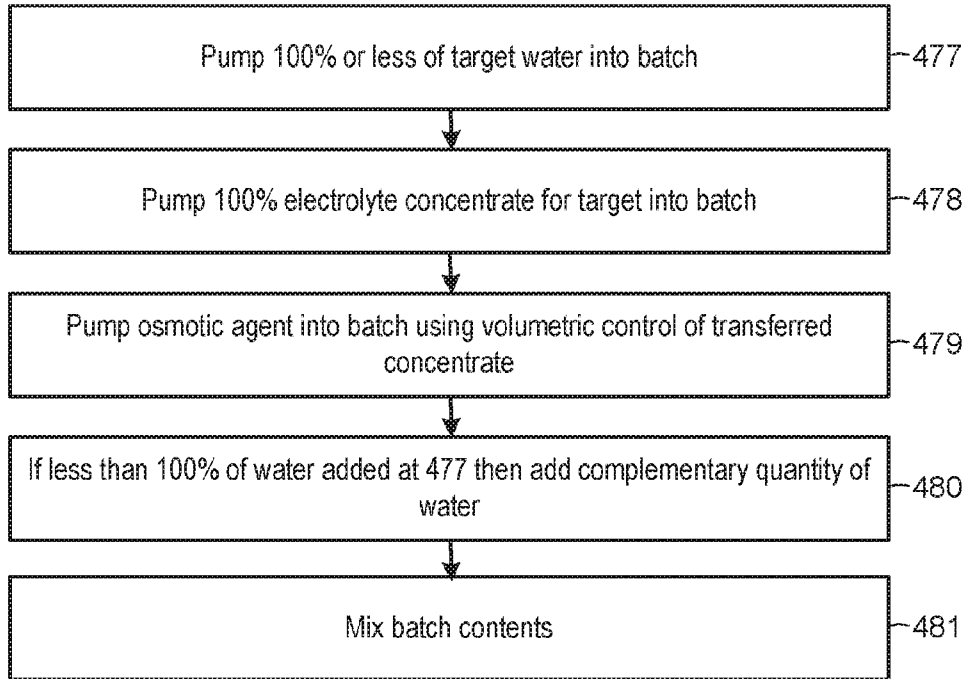 Pump 100% or less of target water into batch
477
Pump 100% electrolyte concentrate for target into batch
478
Pump osmotic agent into batch using volumetric control of transferred
concentrate
479
If less than 100% of water added at 477 then add complementary quantity of
water
480
Mix batch contents
481